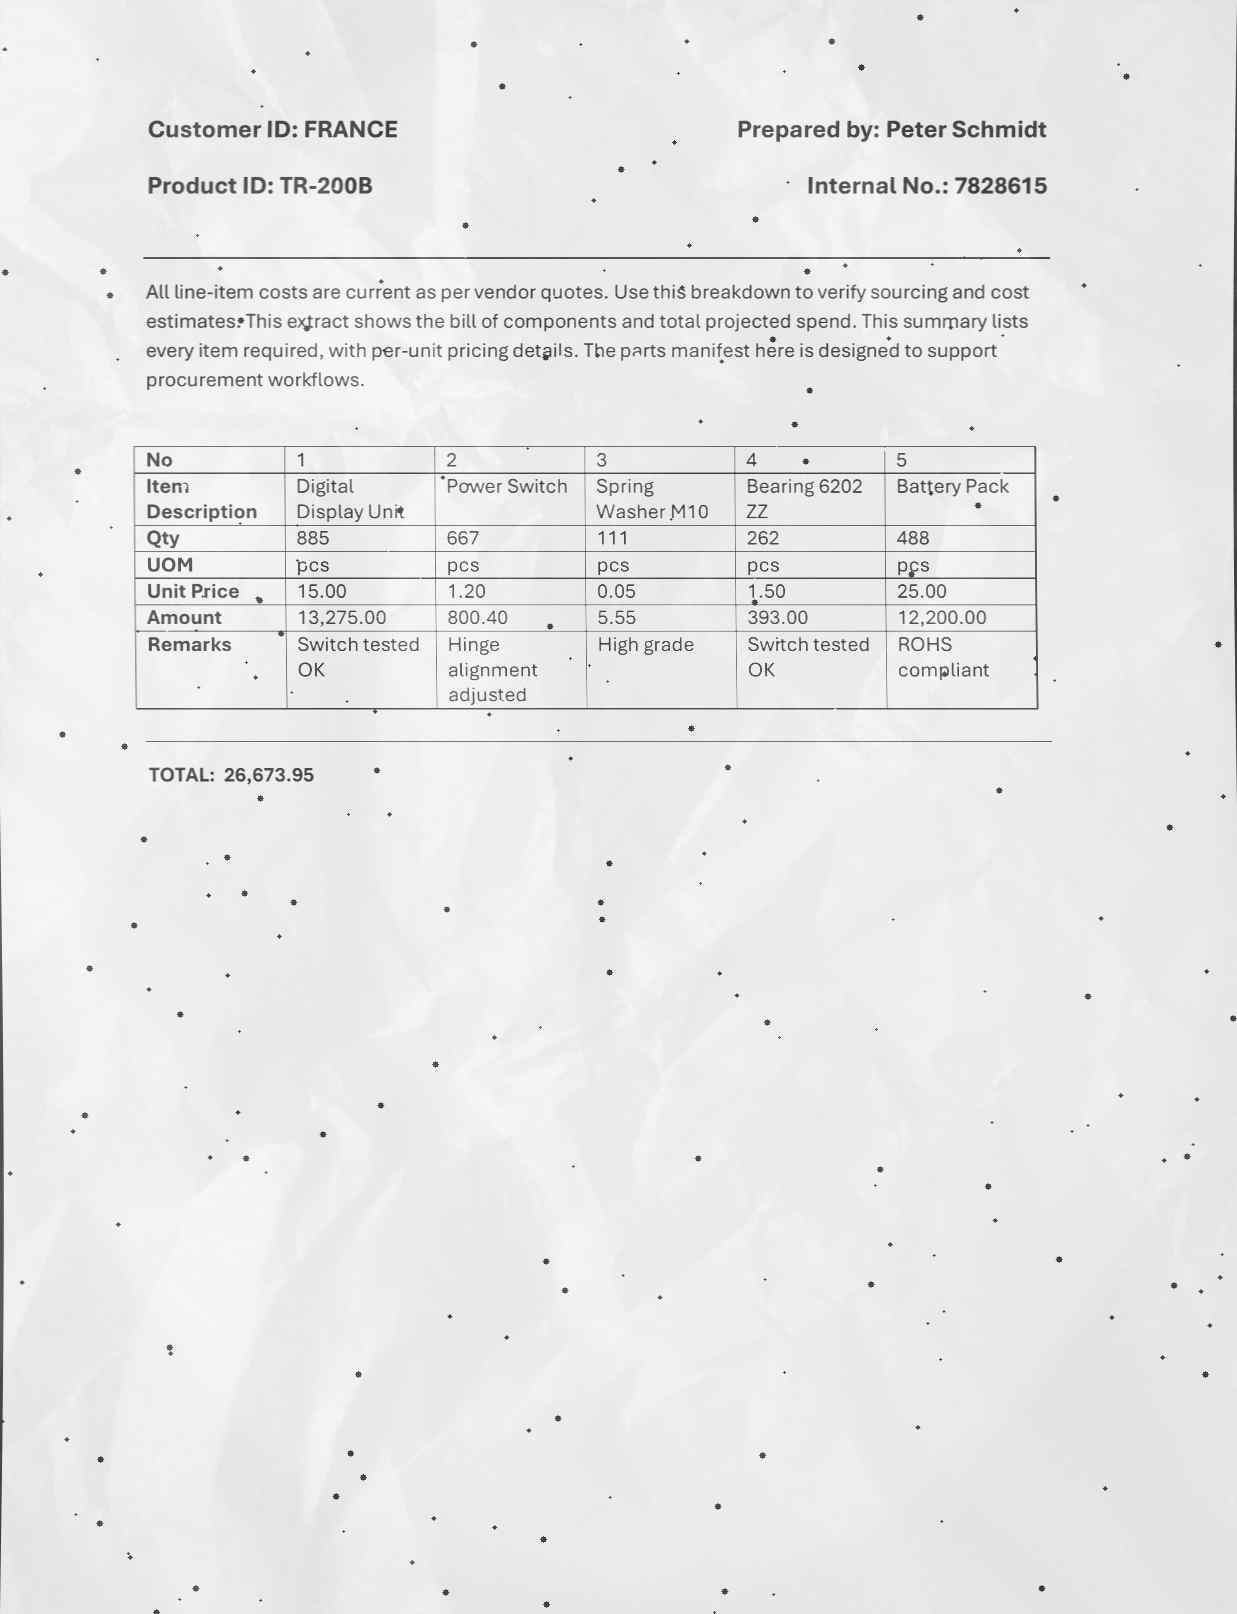 Customer ID: FRANCE
Prepared by: Peter Schmidt
Product ID: TR-200B
Internal No.: 7828615
All line-item costs are current as per vendor quotes. Use this breakdown to verify sourcing and cost
estimates. This extract shows the bill of components and total projected spend. This summary lists
every item required, with per-unit pricing details. The parts manifest here is designed to support
procurement workflows.
No 1 2 3 4 5
Item Digital Power Switch Spring Bearing 6202 Battery Pack
Description Display Unit Washer M10 ZZ
Qty 885 667 111 262 488
UOM pcs pcs pcs pcs pcs
Unit Price 15.00 1.20 0.05 1.50 25.00
Amount 13,275.00 800.40 5.55 393.00 12,200.00
Remarks Switch tested Hinge High grade Switch tested ROHS
OK alignment OK compliant
adjusted
TOTAL: 26,673.95